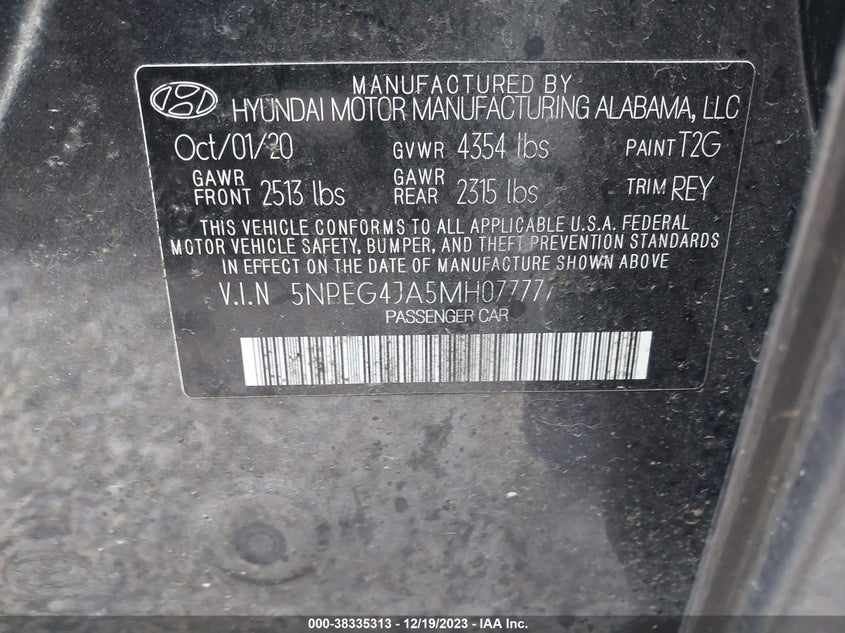 MANUFACTURED BY
HYUNDAI MOTOR MANUFACTURING ALABAMA, LLC
Oct/01/20 GVWR 4354 lbs PAINT T2G
GAWR FRONT 2513 lbs GAWR REAR 2315 lbs TRIM REY
THIS VEHICLE CONFORMS TO ALL APPLICABLE U.S.A. FEDERAL
MOTOR VEHICLE SAFETY, BUMPER, AND THEFT PREVENTION STANDARDS
IN EFFECT ON THE DATE OF MANUFACTURE SHOWN ABOVE.
V.I.N 5NPEG4JA5MH077777
PASSENGER CAR
000-38335313 - 12/19/2023 - IAA Inc.